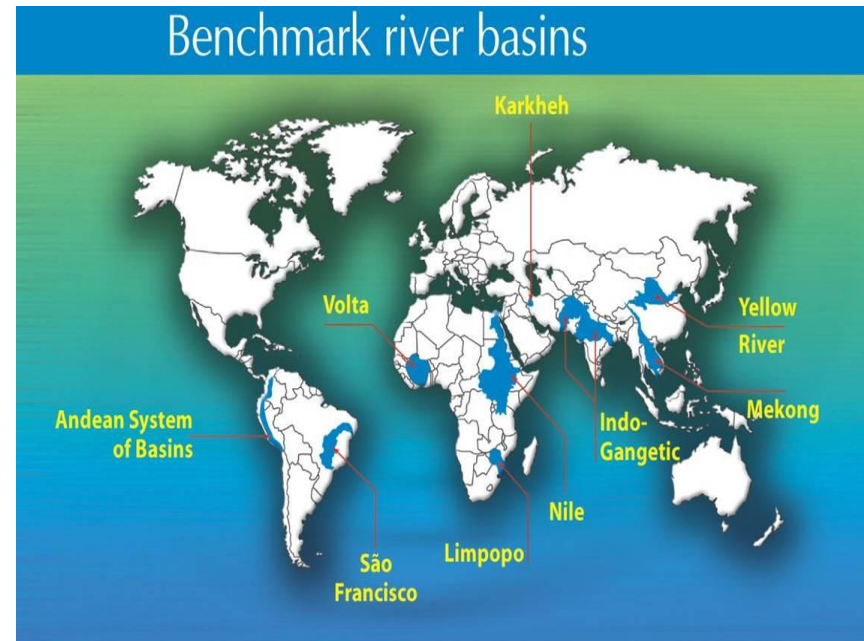 Benchmark river basins
Karkheh
Volta
Yellow
River
Andean System
of Basins
Indo-
Gangetic
Mekong
Nile
Limpopo
São
Francisco